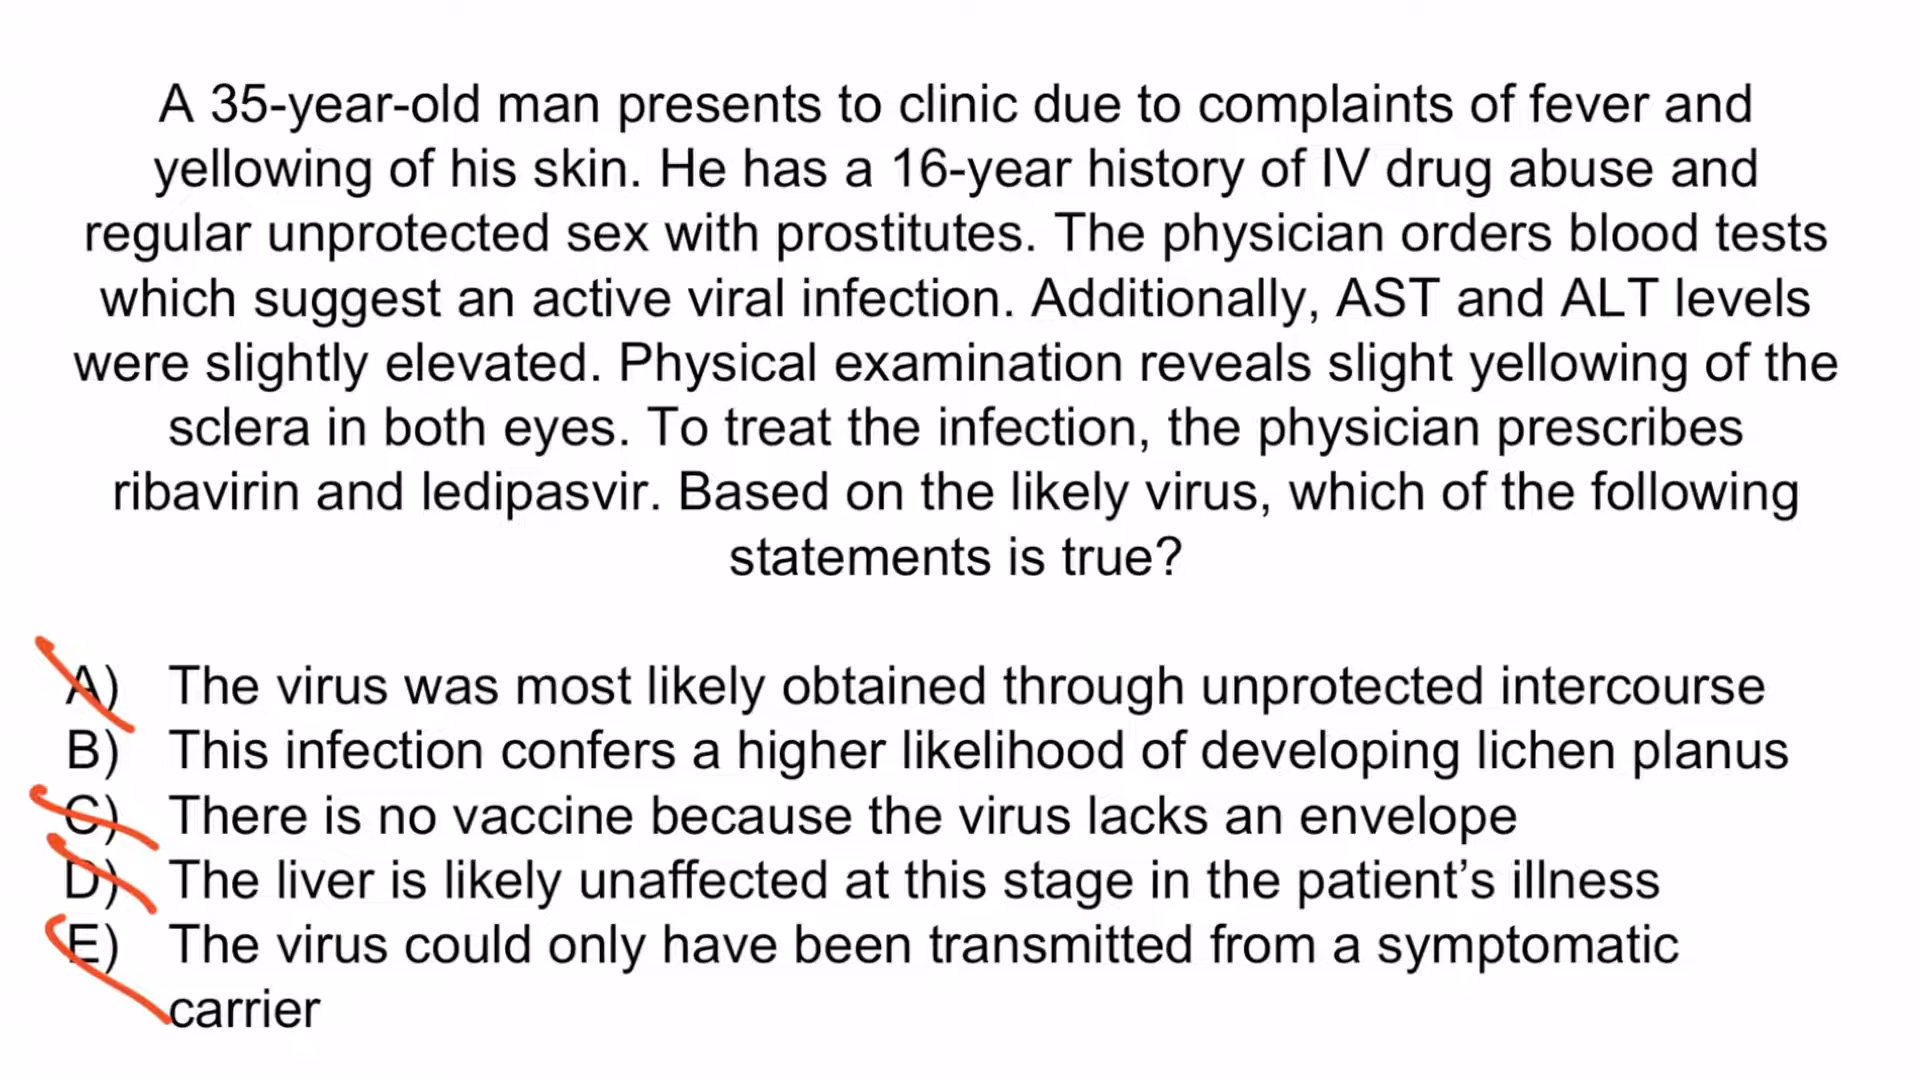 A 35-year-old man presents to clinic due to complaints of fever and
yellowing of his skin. He has a 16-year history of IV drug abuse and
regular unprotected sex with prostitutes. The physician orders blood tests
which suggest an active viral infection. Additionally, AST and ALT levels
were slightly elevated. Physical examination reveals slight yellowing of the
sclera in both eyes. To treat the infection, the physician prescribes
ribavirin and ledipasvir. Based on the likely virus, which of the following
statements is true?
A) The virus was most likely obtained through unprotected intercourse
B) This infection confers a higher likelihood of developing lichen planus
C) There is no vaccine because the virus lacks an envelope
D) The liver is likely unaffected at this stage in the patient’s illness
E) The virus could only have been transmitted from a symptomatic
carrier